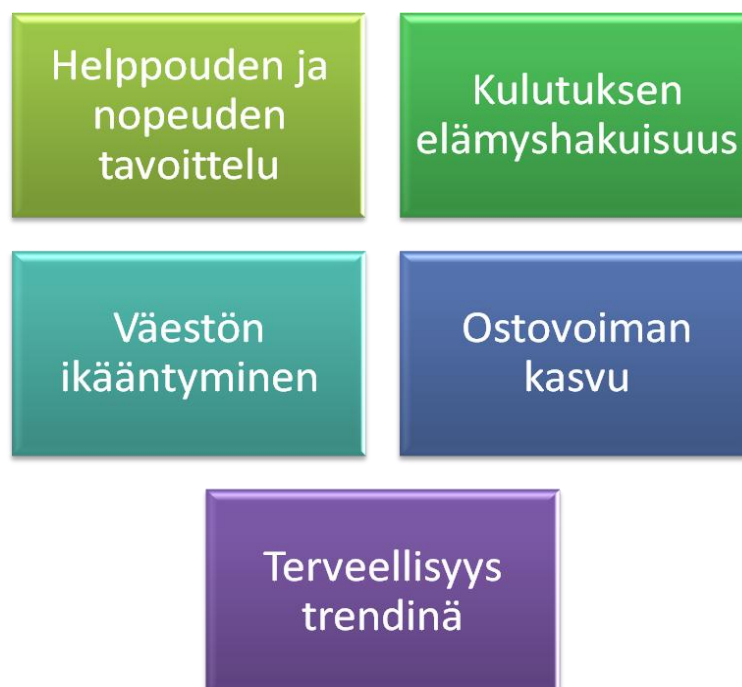 Helppouden ja
nopeuden
tavoittelu
Kulutuksen
elämyshakuisuus
Väestön
ikääntyminen
Ostovoiman
kasvu
Terveellisyys
trendinä